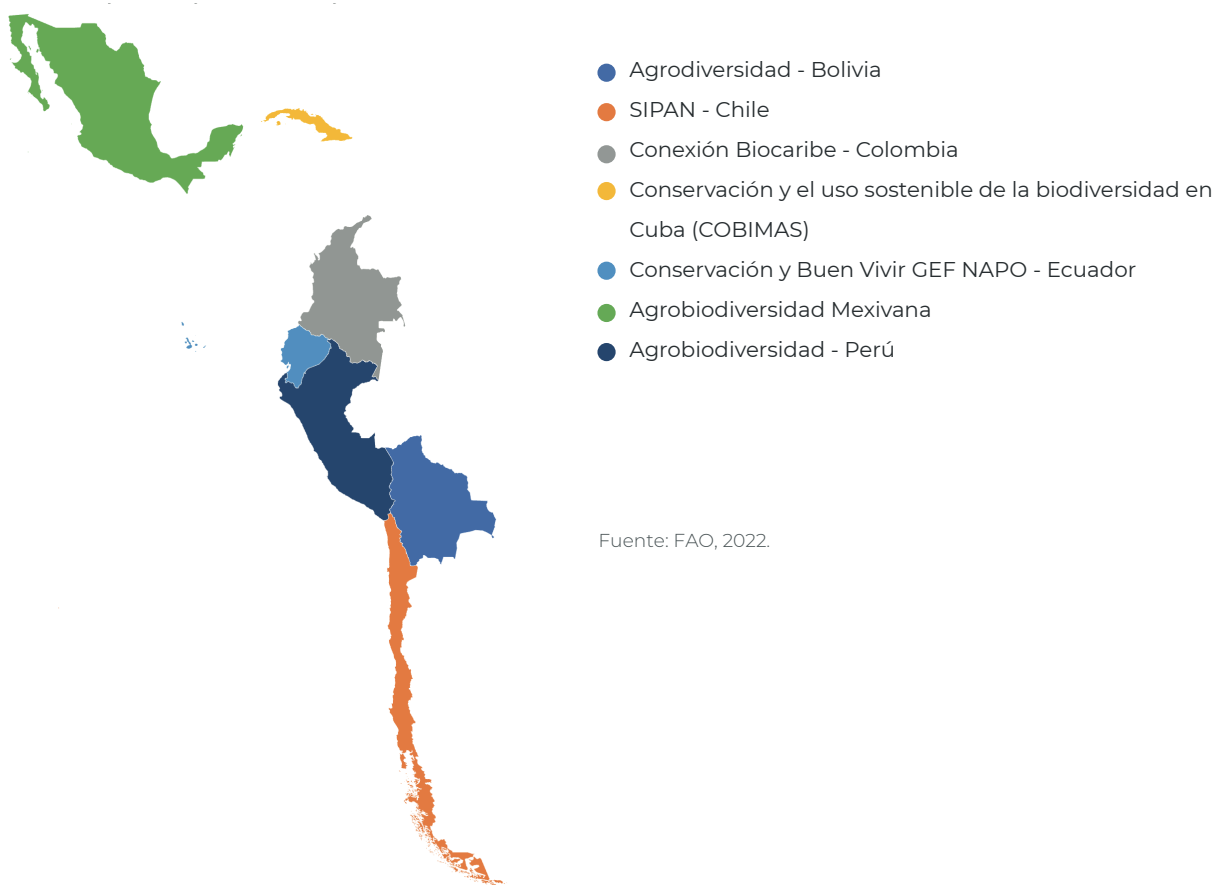 Agrodiversidad - Bolivia
SIPAN - Chile
Conexión Biocaribe - Colombia
Conservación y el uso sostenible de la biodiversidad en
Cuba (COBIMAS)
Conservación y Buen Vivir GEF NAPO - Ecuador
Agrobiodiversidad Mexivana
Agrobiodiversidad - Perú
Fuente: FAO, 2022.